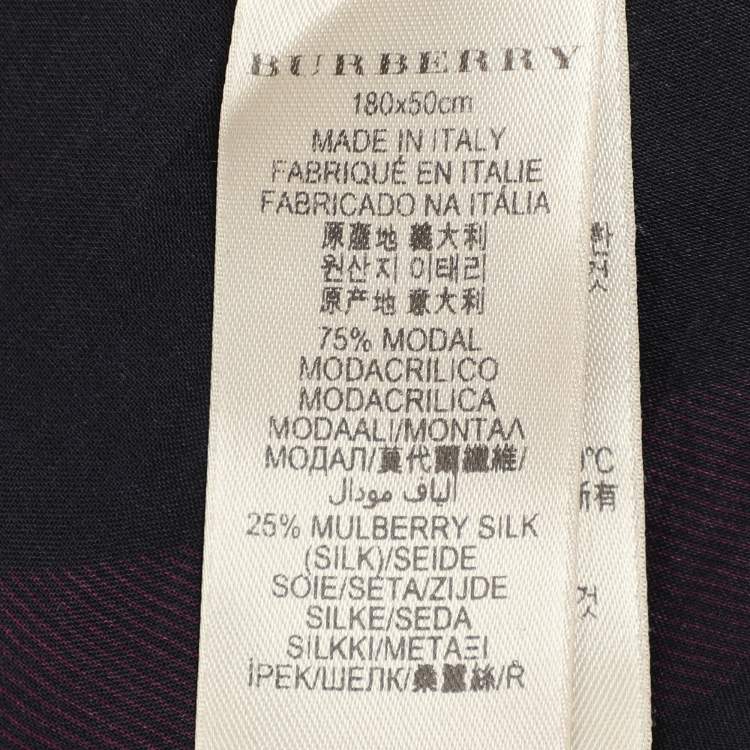 BURBERRY
180x50cm
MADE IN ITALY
FABRIQUÉ EN ITALIE
FABRICADO NA ITÁLIA
原產地 義大利
원산지 이태리
原产地 意大利
75% MODAL
MODACRILICO
MODACRILICA
MODAALI/MONTAΛ
МОДАЛ/莫代爾纖維/
ألياف مودال
25% MULBERRY SILK
(SILK)/SEIDE
SOIE/SETA/ZIJDE
SILKE/SEDA
SILKKI/ΜΕΤΑΞΙ
İPEK/ШЕЛК/桑蠶絲/
°C
所有